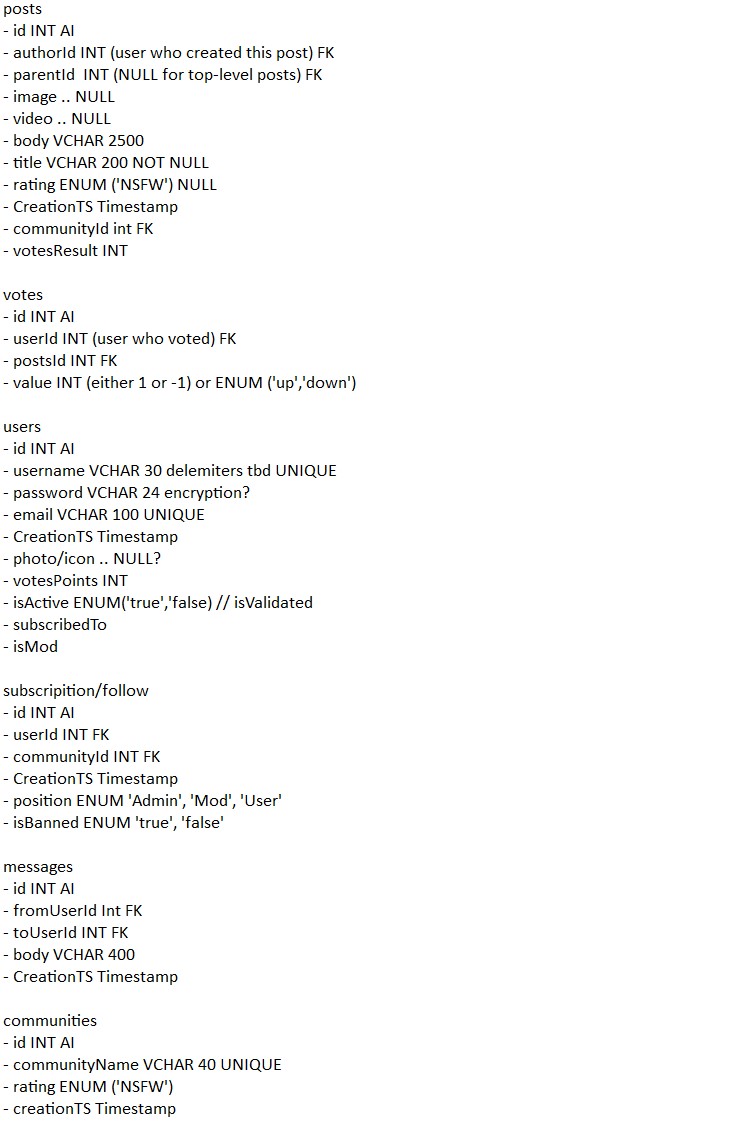 posts
- id INT AI
- authorId INT (user who created this post) FK
- parentId  INT (NULL for top-level posts) FK
- image .. NULL
- video .. NULL
- body VCHAR 2500
- title VCHAR 200 NOT NULL
- rating ENUM ('NSFW') NULL
- CreationTS Timestamp
- communityId int FK
- votesResult INT

votes
- id INT AI
- userId INT (user who voted) FK
- postsId INT FK
- value INT (either 1 or -1) or ENUM ('up','down')

users
- id INT AI
- username VCHAR 30 delemiters tbd UNIQUE
- password VCHAR 24 encryption?
- email VCHAR 100 UNIQUE
- CreationTS Timestamp
- photo/icon .. NULL?
- votesPoints INT
- isActive ENUM('true','false) // isValidated
- subscribedTo
- isMod

subscripition/follow
- id INT AI
- userId INT FK
- communityId INT FK
- CreationTS Timestamp
- position ENUM 'Admin', 'Mod', 'User'
- isBanned ENUM 'true', 'false'

messages
- id INT AI
- fromUserId Int FK
- toUserId INT FK
- body VCHAR 400
- CreationTS Timestamp

communities
- id INT AI
- communityName VCHAR 40 UNIQUE
- rating ENUM ('NSFW')
- creationTS Timestamp